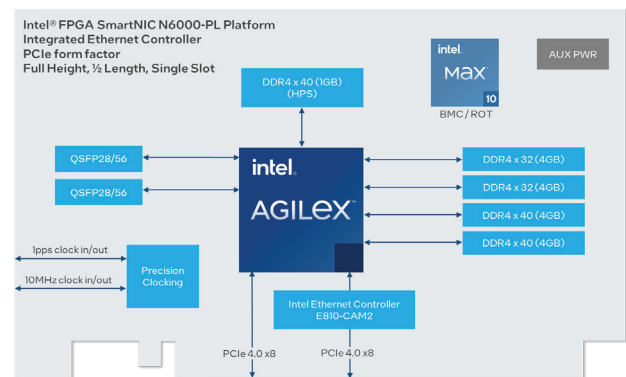 Intel® FPGA SmartNIC N6000-PL Platform
Integrated Ethernet Controller
PCIe form factor
Full Height, ½ Length, Single Slot
intel.
MAX™
10
BMC/ROT
AUX PWR
DDR4 x 40 (1GB)
(HPS)
QSFP28/56
QSFP28/56
intel.
AGILEX™
DDR4 x 32 (4GB)
DDR4 x 32 (4GB)
DDR4 x 40 (4GB)
DDR4 x 40 (4GB)
1pps clock in/out
10MHz clock in/out
Precision
Clocking
Intel Ethernet Controller
E810-CAM2
PCIe 4.0 x8
PCIe 4.0 x8